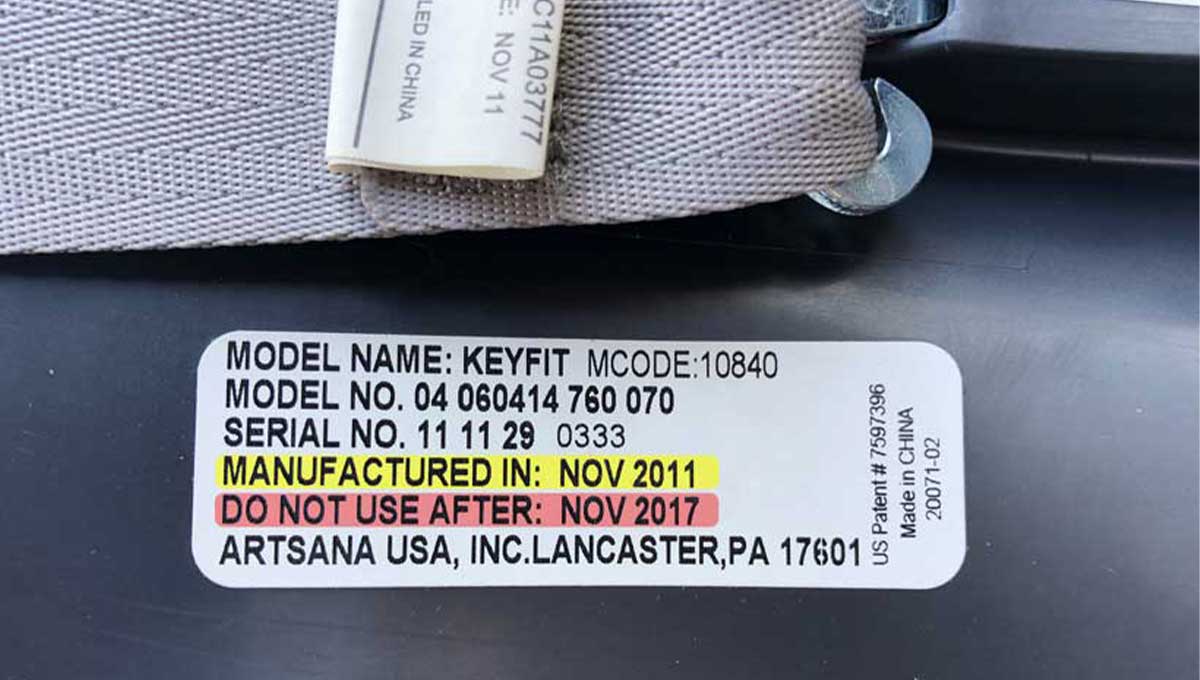 C11A03777
E: NOV 11
LED IN CHINA
MODEL NAME: KEYFIT MCODE:10840
MODEL NO. 04 060414 760 070
SERIAL NO. 11 11 29 0333
MANUFACTURED IN: NOV 2011
DO NOT USE AFTER: NOV 2017
ARTSANA USA, INC.LANCASTER,PA 17601
US Patent # 7597396
Made in CHINA
20071-02